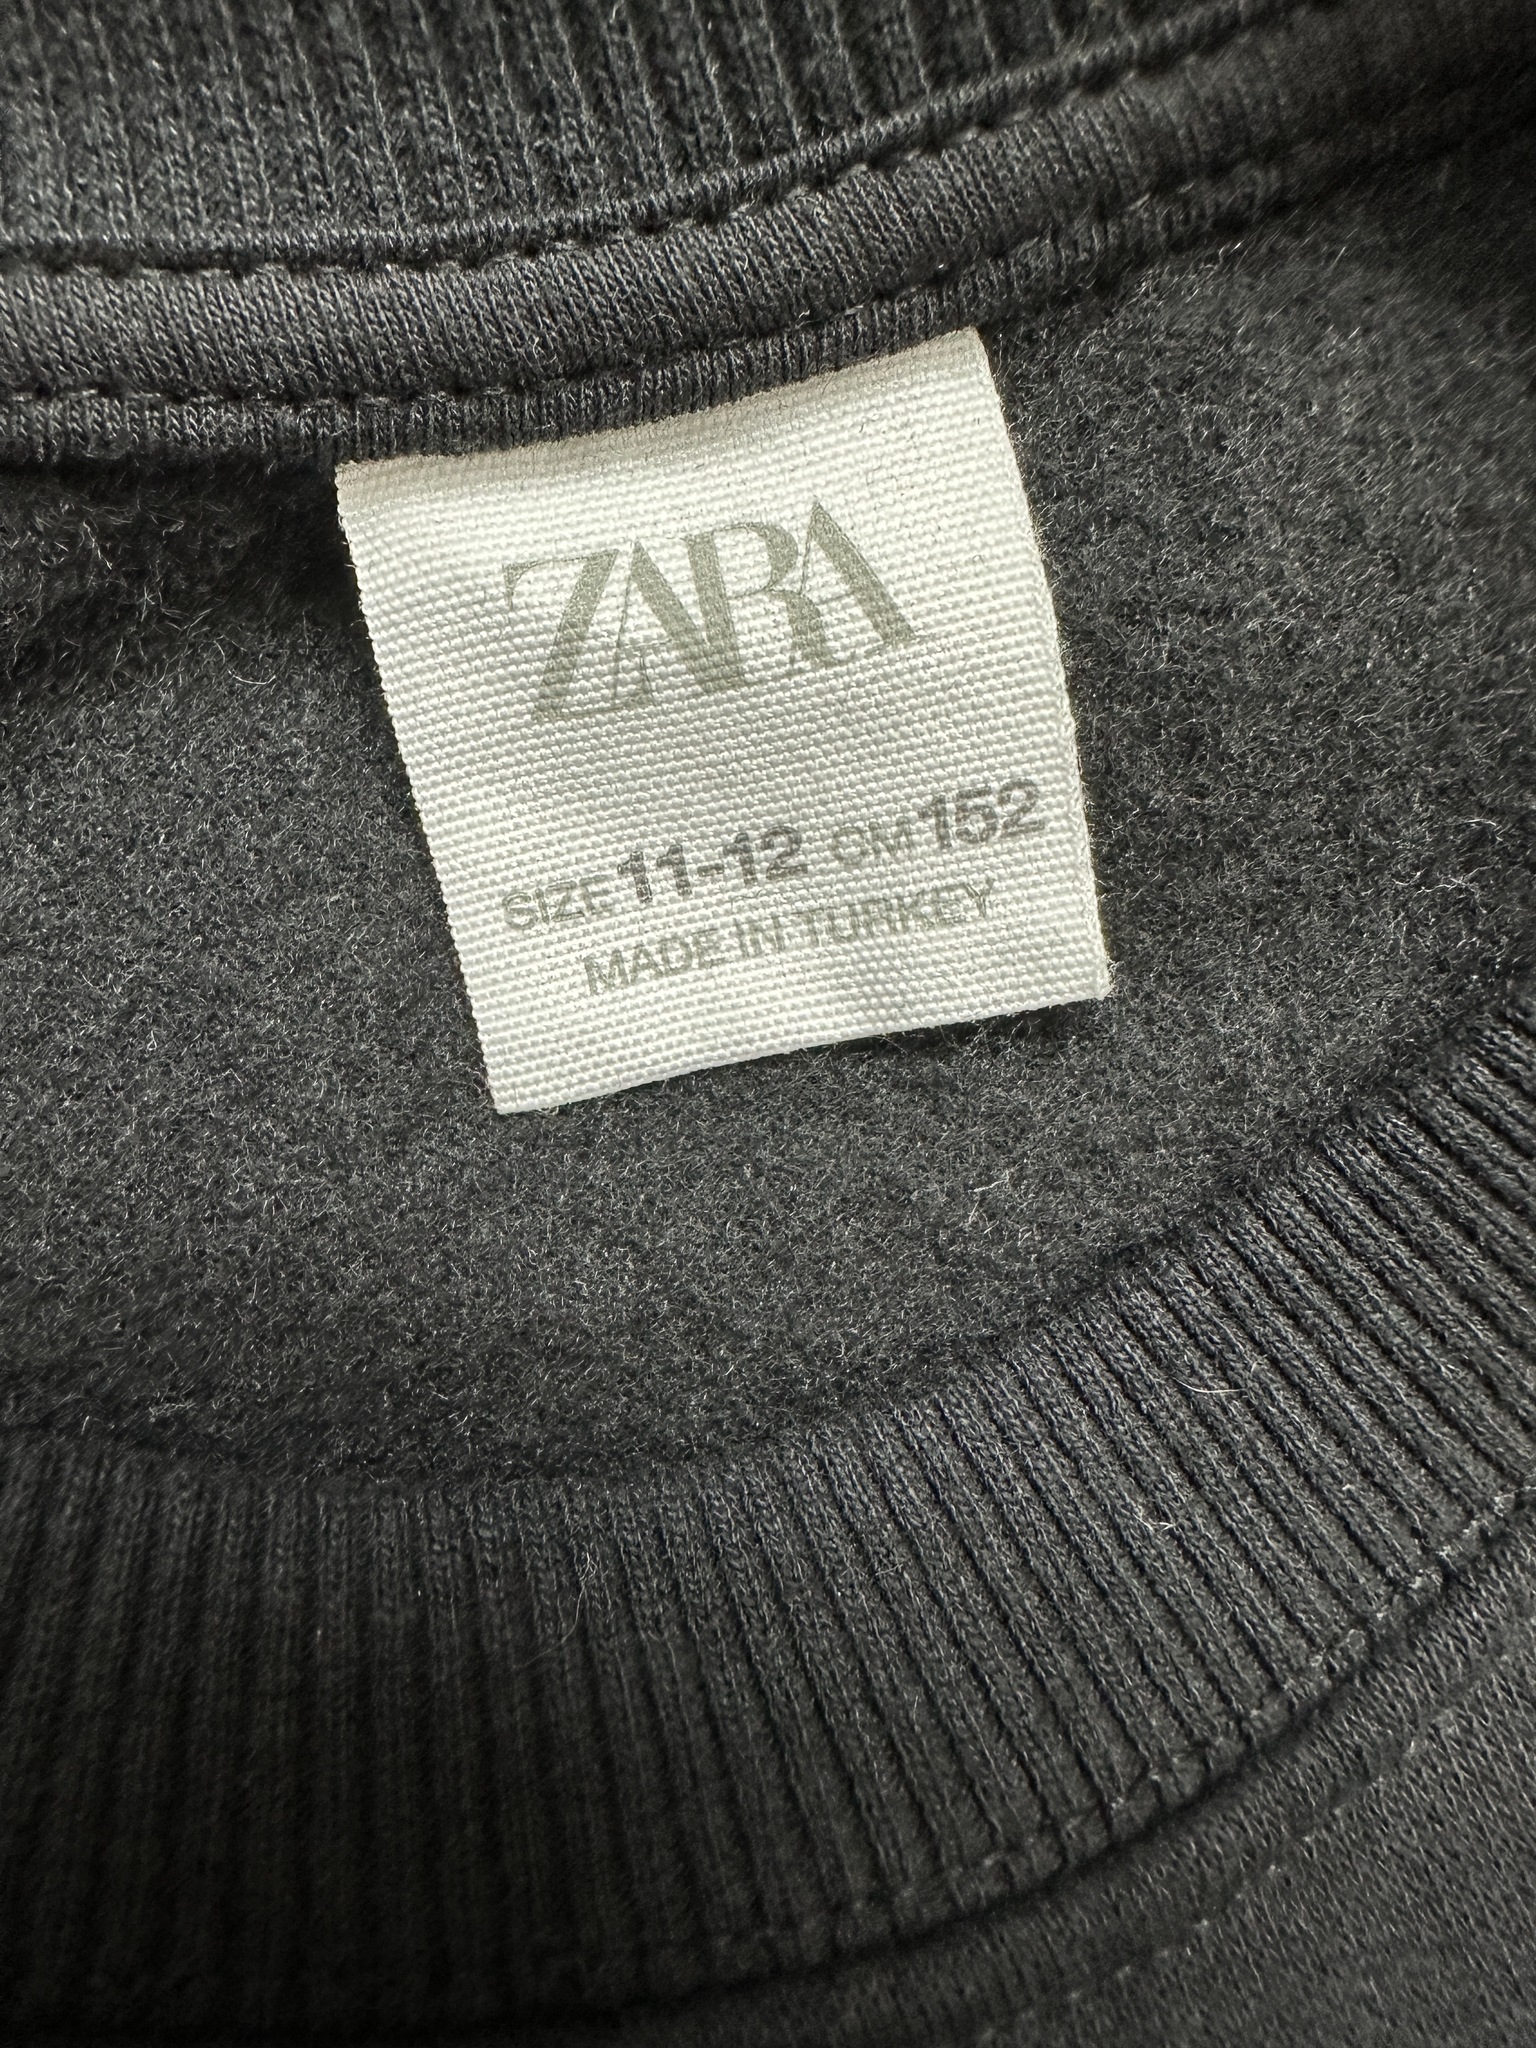 ZARA
SIZE 11-12 CM 152
MADE IN TURKEY